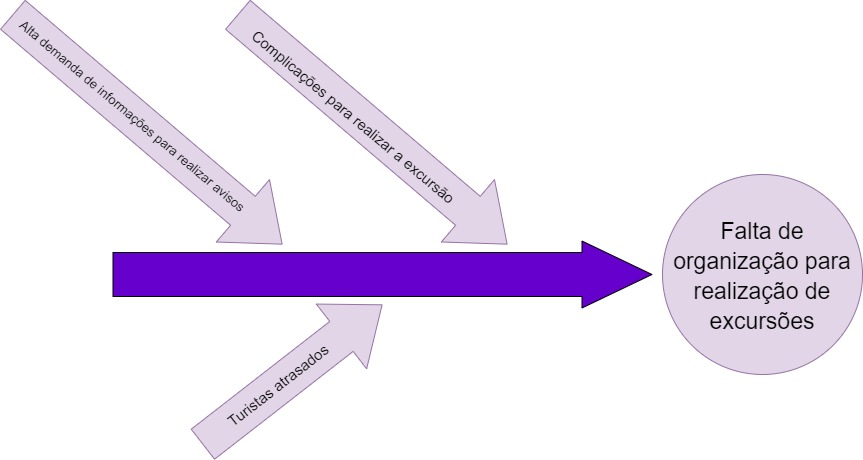 Alta demanda de informações para realizar avisos
Complicações para realizar a excursão
Falta de
organização para
realização de
excursões
Turistas atrasados